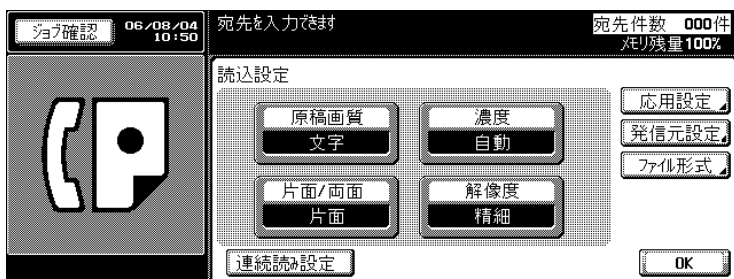 ジョブ確認
06/08/04
10:50
宛先を入力できます
宛先件数 000件
メモリ残量100%
読込設定
原稿画質
文字
濃度
自動
片面/両面
片面
解像度
精細
応用設定
発信元設定
ファイル形式
連続読み設定
OK